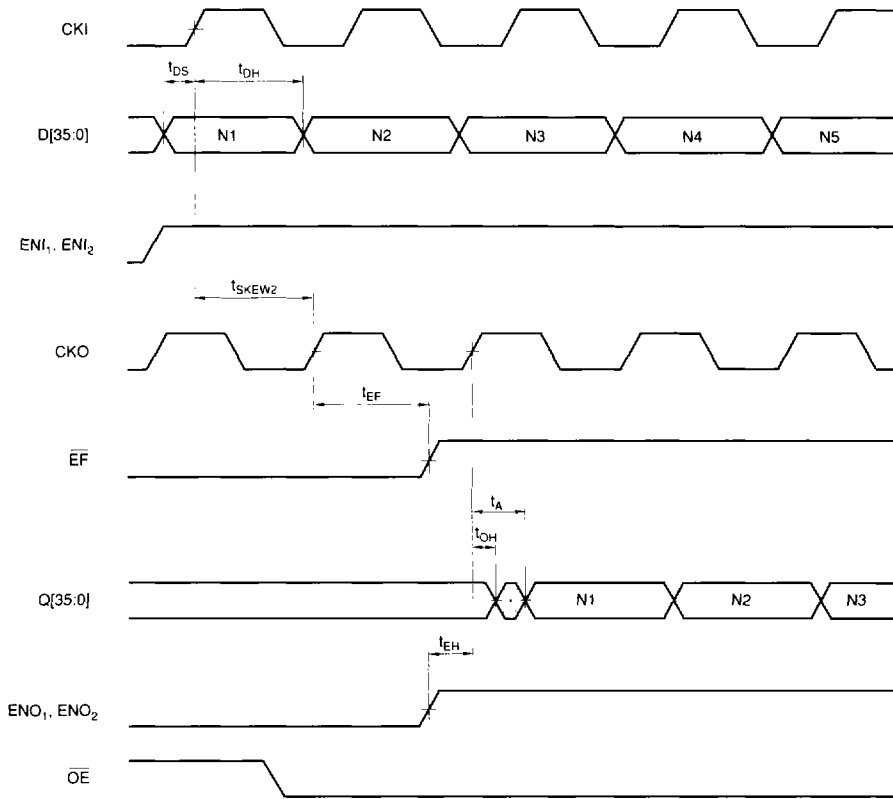 CKI
tDS tDH
D[35:0] N1 N2 N3 N4 N5
ENI1, ENI2
tSKEW2
CKO
tEF
EF
tA
tOH
Q[35:0] N1 N2 N3
tEH
ENO1, ENO2
OE